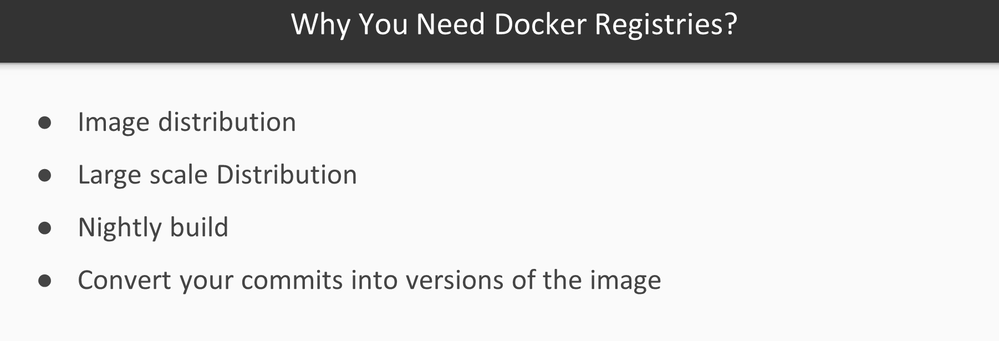 Why You Need Docker Registries?
● Image distribution
● Large scale Distribution
● Nightly build
● Convert your commits into versions of the image